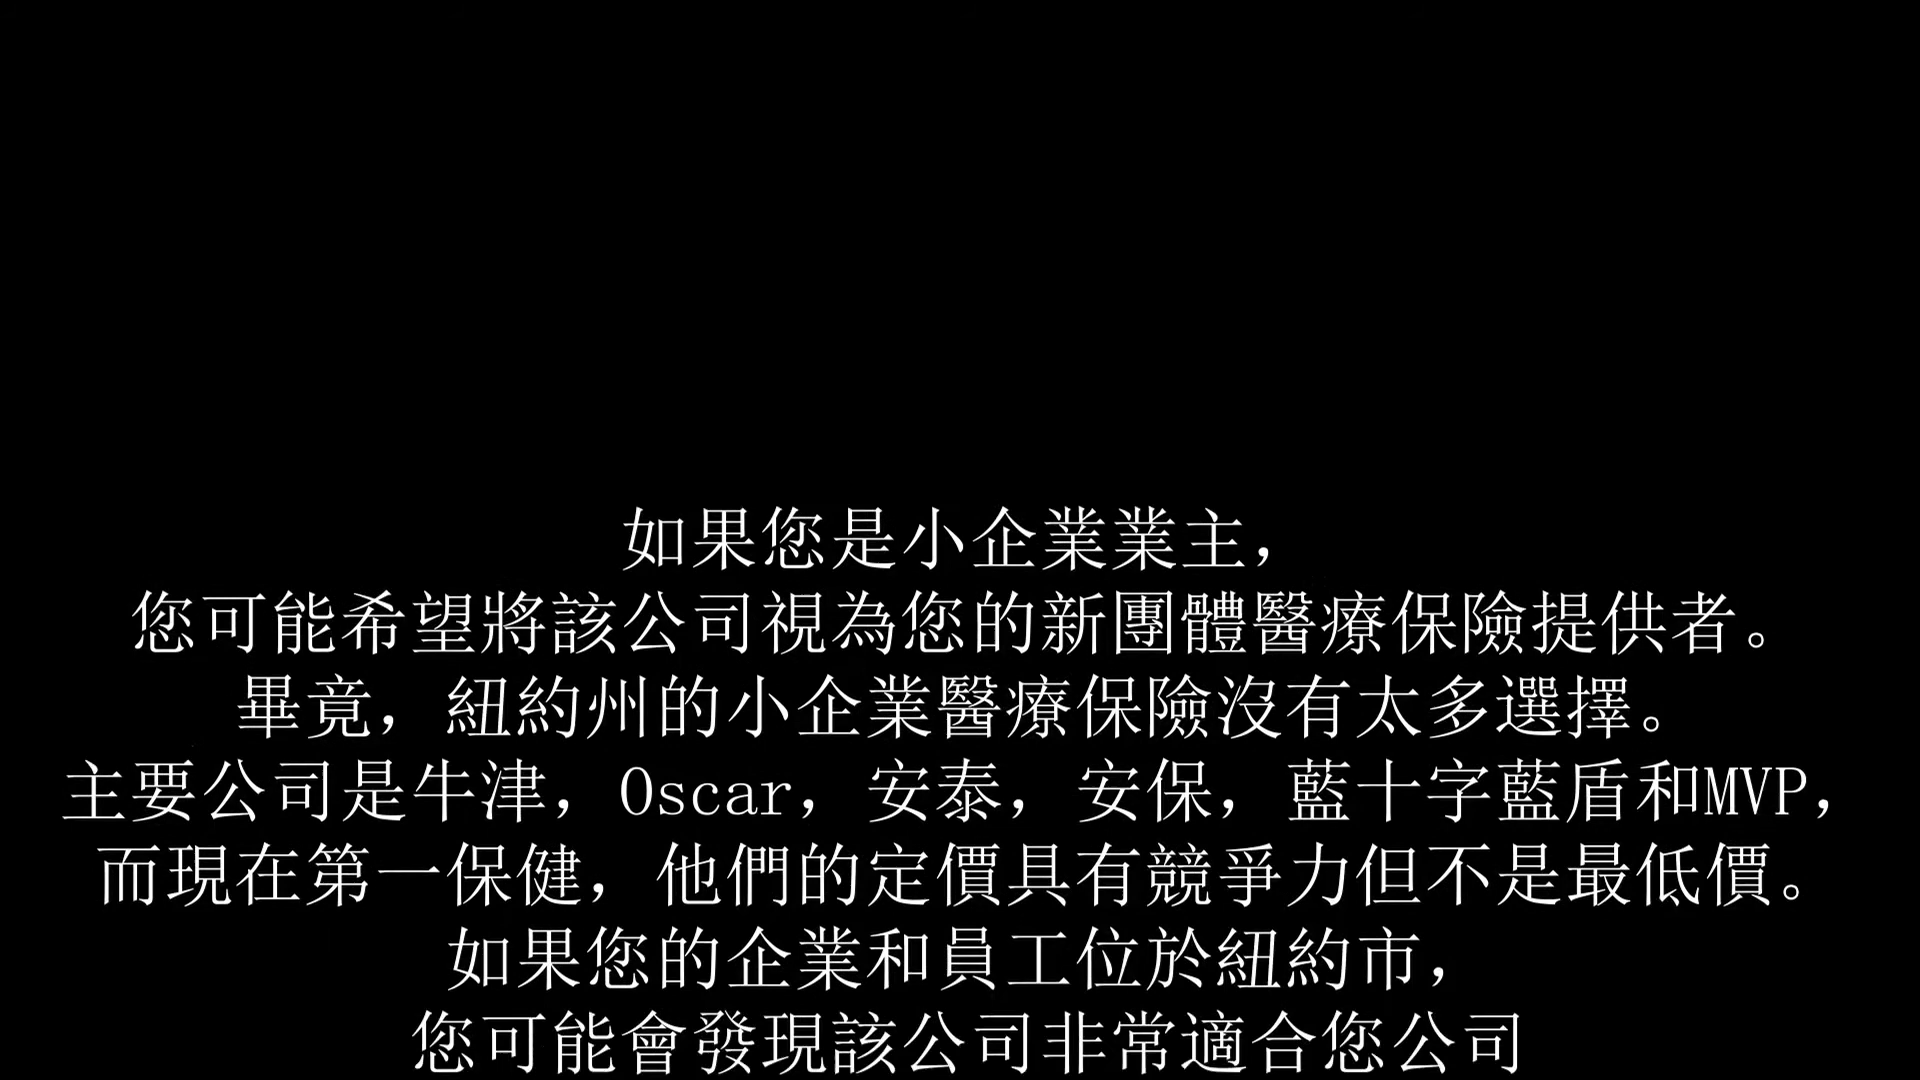 如果您是小企業業主，
您可能希望將該公司視為您的新團體醫療保險提供者。
畢竟，紐約州的小企業醫療保險沒有太多選擇。
主要公司是牛津，Oscar，安泰，安保，藍十字藍盾和MVP，
而現在第一保健，他們的定價具有競爭力但不是最低價。
如果您的企業和員工位於紐約市，
您可能會發現該公司非常適合您公司